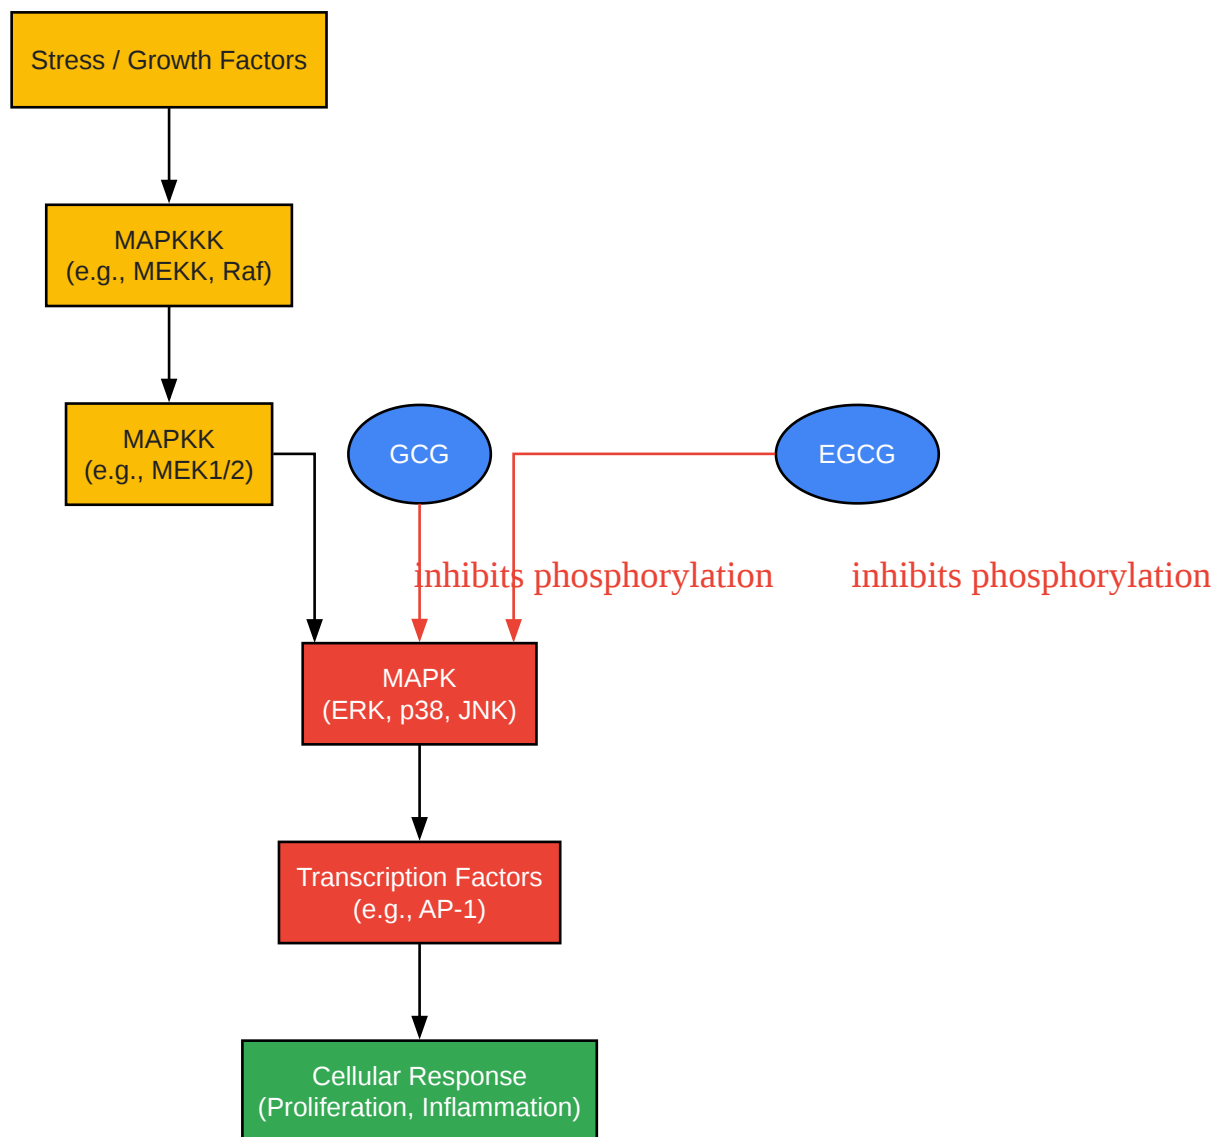 Stress / Growth Factors
MAPKKK
(e.g., MEKK, Raf)
MAPKK
(e.g., MEK1/2)
GCG
EGCG
inhibits phosphorylation
inhibits phosphorylation
MAPK
(ERK, p38, JNK)
Transcription Factors
(e.g., AP-1)
Cellular Response
(Proliferation, Inflammation)